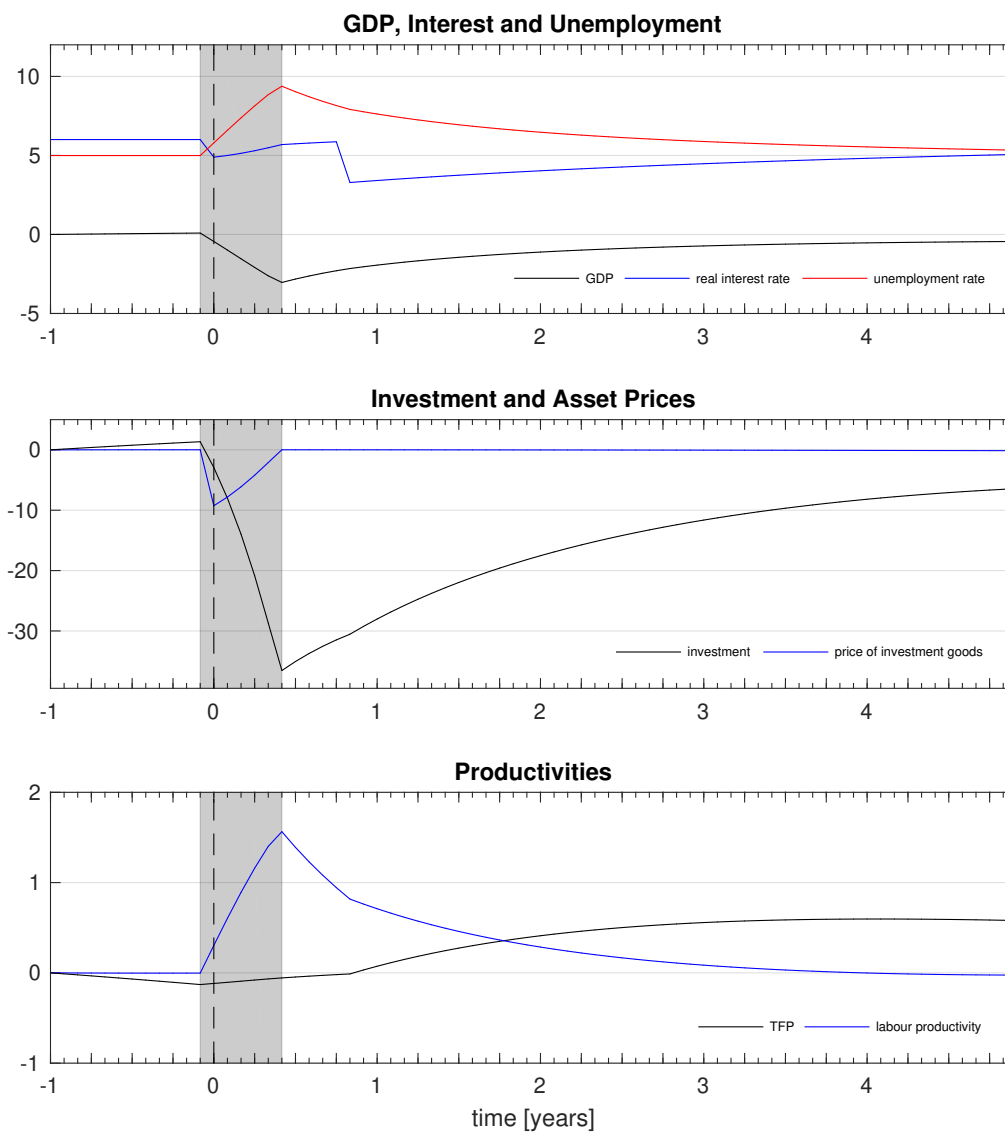 GDP, Interest and Unemployment
10
5
0
-5
GDP real interest rate unemployment rate
-1 0 1 2 3 4
Investment and Asset Prices
0
-10
-20
-30
investment price of investment goods
-1 0 1 2 3 4
Productivities
2
1
0
-1
TFP labour productivity
-1 0 1 2 3 4
time [years]